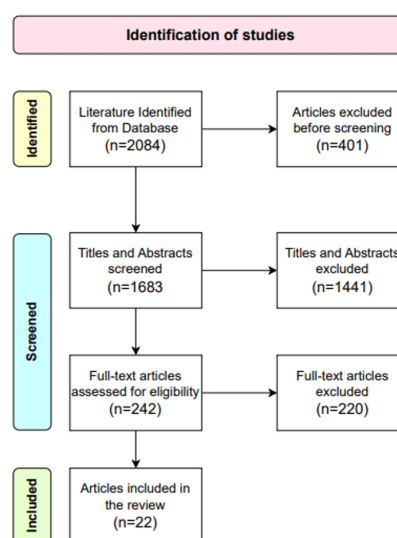 Identification of studies
Identified
Literature Identified
from Database
(n=2084)
Articles excluded
before screening
(n=401)
Screened
Titles and Abstracts
screened
(n=1683
Titles and Abstracts
excluded
(n=1441)
Full-text articles
assessed for eligibility
(n=242)
Full-text articles
excluded
(n=220)
Included
Articles included in
the review
(n=22)